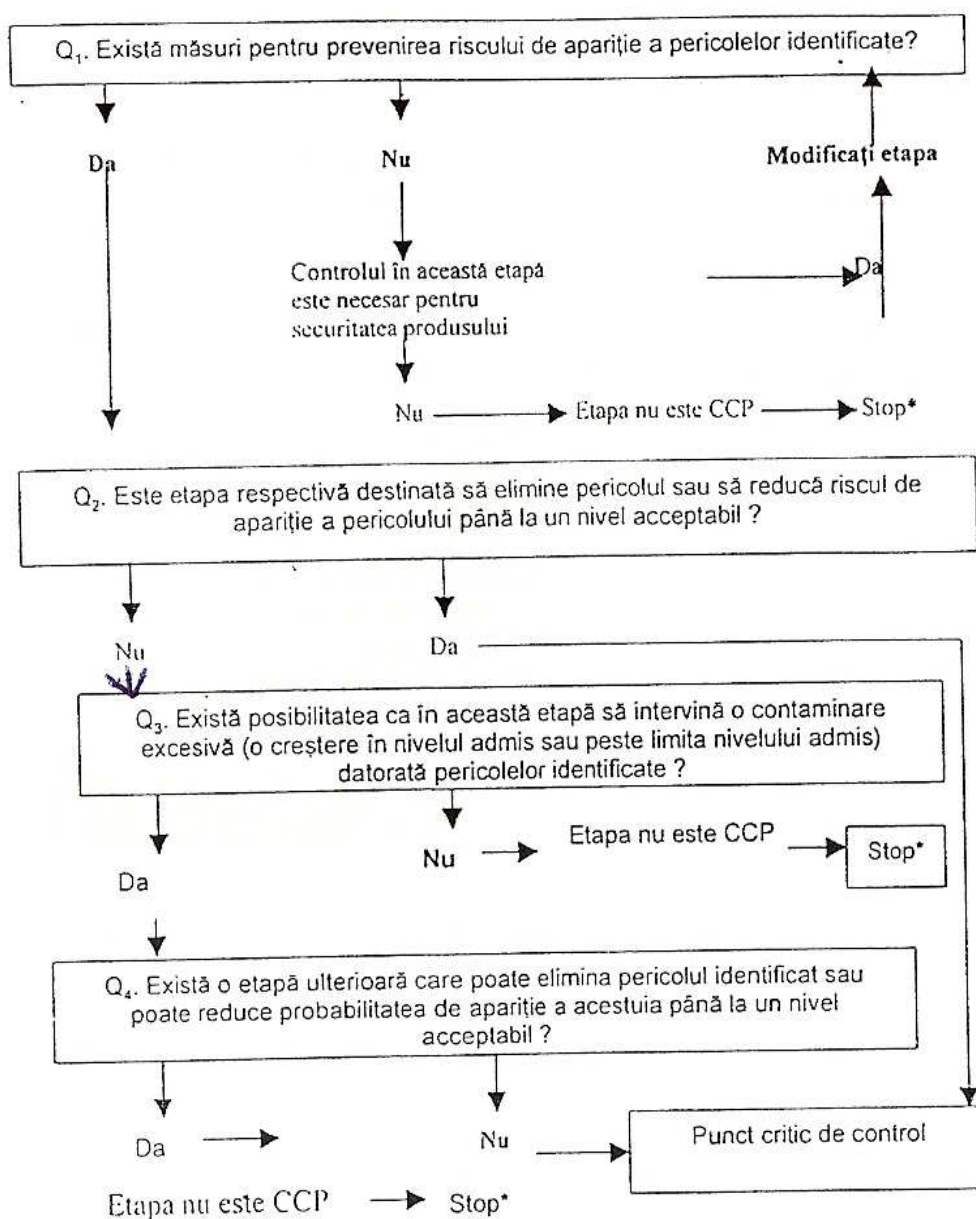 Q₁. Există măsuri pentru prevenirea riscului de apariție a pericolelor identificate?
Da
Nu
Modificați etapa
Controlul în această etapă
este necesar pentru
securitatea produsului
Da
Nu
Etapa nu este CCP
Stop*
Q₂. Este etapa respectivă destinată să elimine pericolul sau să reducă riscul de
apariție a pericolului până la un nivel acceptabil ?
Nu
Da
Q₃. Există posibilitatea ca în această etapă să intervină o contaminare
excesivă (o creștere în nivelul admis sau peste limita nivelului admis)
datorată pericolelor identificate ?
Da
Nu
Etapa nu este CCP
Stop*
Q₄. Există o etapă ulterioară care poate elimina pericolul identificat sau
poate reduce probabilitatea de apariție a acestuia până la un nivel
acceptabil ?
Da
Nu
Punct critic de control
Etapa nu este CCP
Stop*